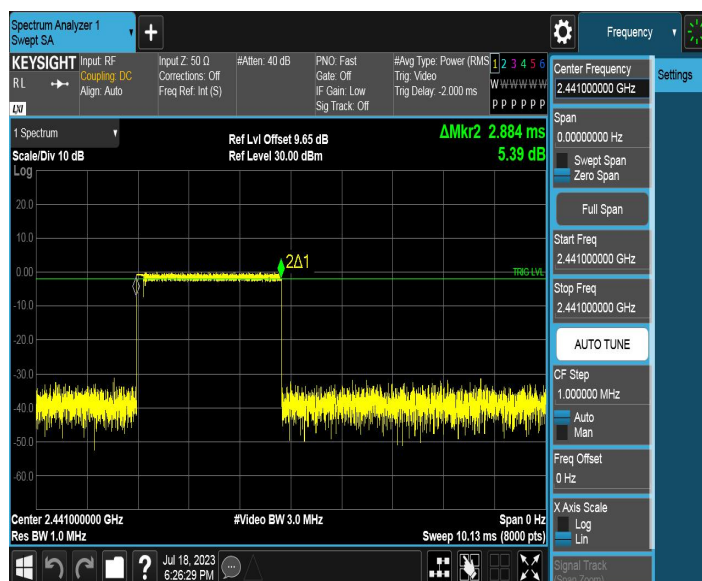 Spectrum Analyzer 1
Swept SA
+
Frequency
KEYSIGHT
RL
LXI
Input: RF
Coupling: DC
Align: Auto
Input Z: 50 Ω
Corrections: Off
Freq Ref: Int (S)
#Atten: 40 dB
PNO: Fast
Gate: Off
IF Gain: Low
Sig Track: Off
#Avg Type: Power (RMS
Trig: Video
Trig Delay: -2.000 ms
1 2 3 4 5 6
W W W W W W
P P P P P P
Center Frequency
2.441000000 GHz
Settings
Span
0.00000000 Hz
Swept Span
Zero Span
Full Span
Start Freq
2.441000000 GHz
Stop Freq
2.441000000 GHz
AUTO TUNE
CF Step
1.000000 MHz
Auto
Man
Freq Offset
0 Hz
X Axis Scale
Log
Lin
Signal Track
(Span Zoom)
1 Spectrum
Scale/Div 10 dB
Log
Ref Lvl Offset 9.65 dB
Ref Level 30.00 dBm
ΔMkr2 2.884 ms
5.39 dB
20.0
10.0
0.00
-10.0
-20.0
-30.0
-40.0
-50.0
-60.0
2Δ1
TRIG LVL
Center 2.441000000 GHz
Res BW 1.0 MHz
#Video BW 3.0 MHz
Span 0 Hz
Sweep 10.13 ms (8000 pts)
?
Jul 18, 2023
6:26:29 PM